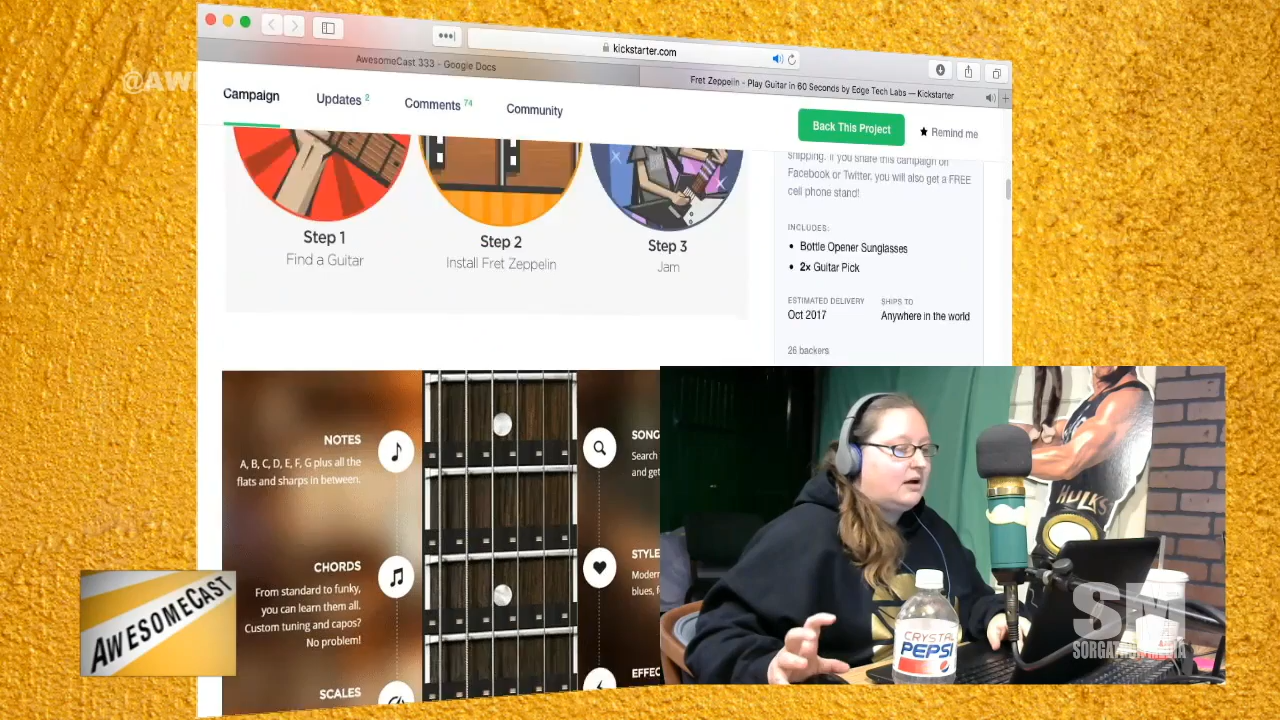 @AW
kickstarter.com
AwesomeCast 333 - Google Docs
Fret Zeppelin - Play Guitar in 60 Seconds by Edge Tech Labs — Kickstarter
Campaign
Updates 2
Comments 74
Community
Back This Project
Remind me
shipping. If you share this campaign on
Facebook or Twitter, you will also get a FREE
cell phone stand!
INCLUDES:
• Bottle Opener Sunglasses
• 2x Guitar Pick
ESTIMATED DELIVERY
Oct 2017
SHIPS TO
Anywhere in the world
26 backers
Step 1
Find a Guitar
Step 2
Install Fret Zeppelin
Step 3
Jam
NOTES
A, B, C, D, E, F, G plus all the
flats and sharps in between.
CHORDS
From standard to funky,
you can learn them all.
Custom tuning and capos?
No problem!
SCALES
SONG
Search
and get
STYLE
Modern
blues, f
EFFEC
HULK
CRYSTAL
PEPSI
AWESOMECAST
SM
SORGATRON MEDIA